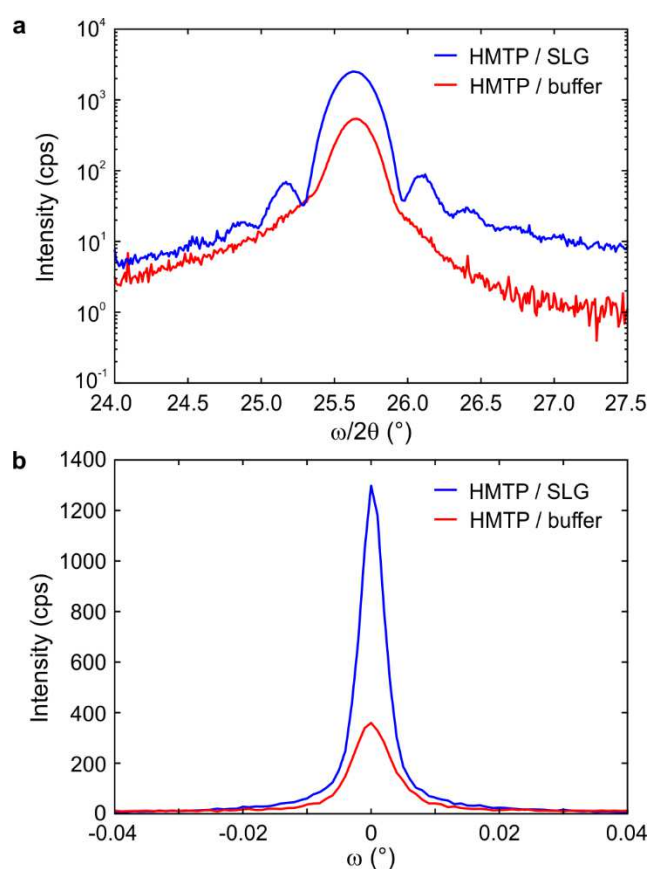 a
10⁴
10³
10²
10¹
10⁰
10⁻¹
Intensity (cps)
HMTP / SLG
HMTP / buffer
24.0 24.5 25.0 25.5 26.0 26.5 27.0 27.5
ω/2θ (°)
b
1400
1200
1000
800
600
400
200
0
Intensity (cps)
HMTP / SLG
HMTP / buffer
-0.04 -0.02 0 0.02 0.04
ω (°)